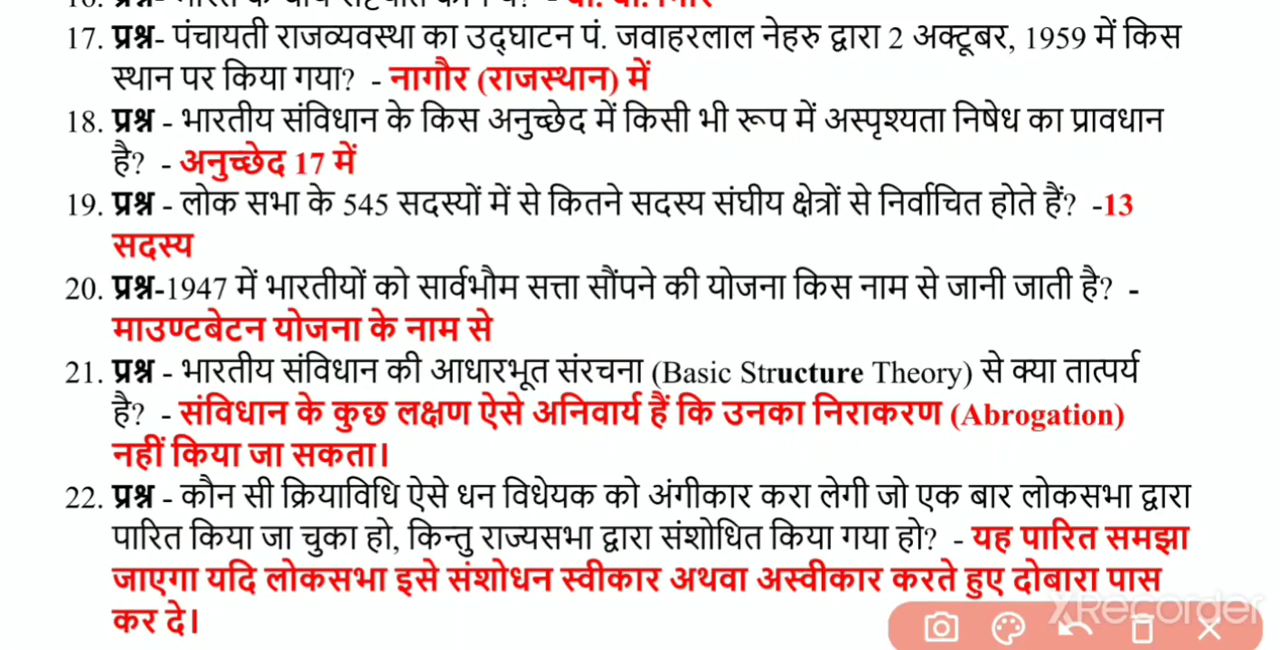 17. प्रश्न- पंचायती राजव्यवस्था का उद्घाटन पं. जवाहरलाल नेहरु द्वारा 2 अक्टूबर, 1959 में किस
स्थान पर किया गया? - नागौर (राजस्थान) में
18. प्रश्न - भारतीय संविधान के किस अनुच्छेद में किसी भी रूप में अस्पृश्यता निषेध का प्रावधान
है? - अनुच्छेद 17 में
19. प्रश्न - लोक सभा के 545 सदस्यों में से कितने सदस्य संघीय क्षेत्रों से निर्वाचित होते हैं? -13
सदस्य
20. प्रश्न-1947 में भारतीयों को सार्वभौम सत्ता सौंपने की योजना किस नाम से जानी जाती है? -
माउण्टबेटन योजना के नाम से
21. प्रश्न - भारतीय संविधान की आधारभूत संरचना (Basic Structure Theory) से क्या तात्पर्य
है? - संविधान के कुछ लक्षण ऐसे अनिवार्य हैं कि उनका निराकरण (Abrogation)
नहीं किया जा सकता।
22. प्रश्न - कौन सी क्रियाविधि ऐसे धन विधेयक को अंगीकार करा लेगी जो एक बार लोकसभा द्वारा
पारित किया जा चुका हो, किन्तु राज्यसभा द्वारा संशोधित किया गया हो? - यह पारित समझा
जाएगा यदि लोकसभा इसे संशोधन स्वीकार अथवा अस्वीकार करते हुए दोबारा पास
कर दे।
XRecorder